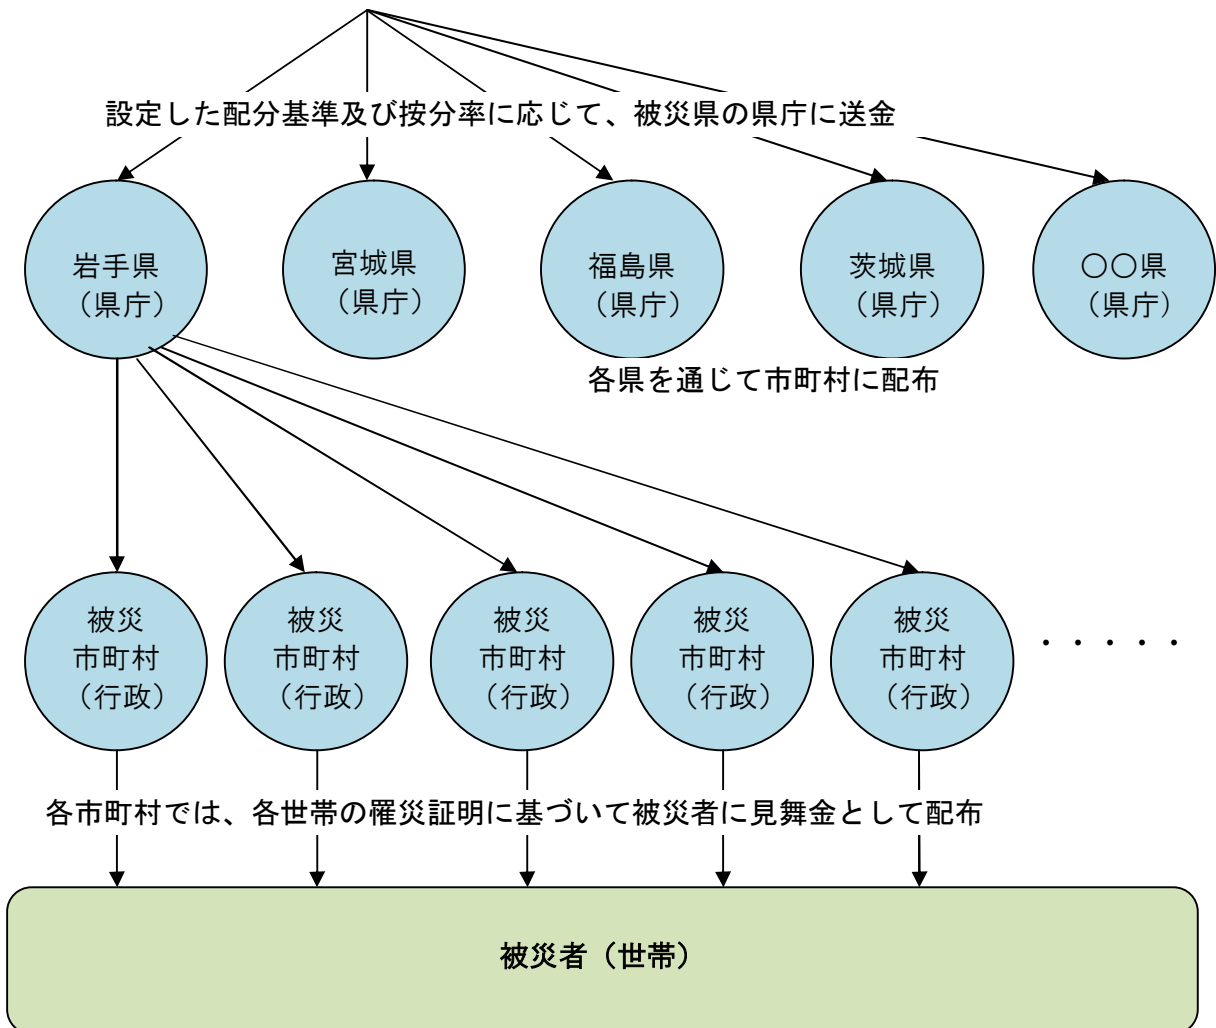 設定した配分基準及び按分率に応じて、被災県の県庁に送金
岩手県
（県庁）
宮城県
（県庁）
福島県
（県庁）
茨城県
（県庁）
〇〇県
（県庁）
各県を通じて市町村に配布
被災
市町村
（行政）
被災
市町村
（行政）
被災
市町村
（行政）
被災
市町村
（行政）
被災
市町村
（行政）
・・・・・
各市町村では、各世帯の罹災証明に基づいて被災者に見舞金として配布
被災者（世帯）